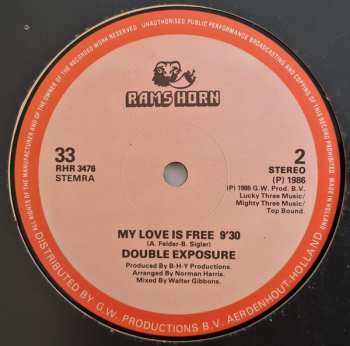 ALL RIGHTS OF THE MANUFACTURER AND OF THE OWNER OF THE RECORDED WORK RESERVED UNAUTHORISED PUBLIC PERFORMANCE BROADCASTING AND COPYING OF THIS RECORD PROHIBITED MADE IN HOLLAND
RAMS HORN
33
RHR 3476
STEMRA
2
STEREO
(P) 1986
(P) 1986 G.W. Prod. B.V.
Lucky Three Music/
Mighty Three Music/
Top Bound.
MY LOVE IS FREE 9'30
(A. Felder-B. Sigler)
DOUBLE EXPOSURE
Produced By B-H-Y Productions.
Arranged By Norman Harris.
Mixed By Walter Gibbons.
DISTRIBUTED BY G.W. PRODUCTIONS B.V. AERDENHOUT-HOLLAND